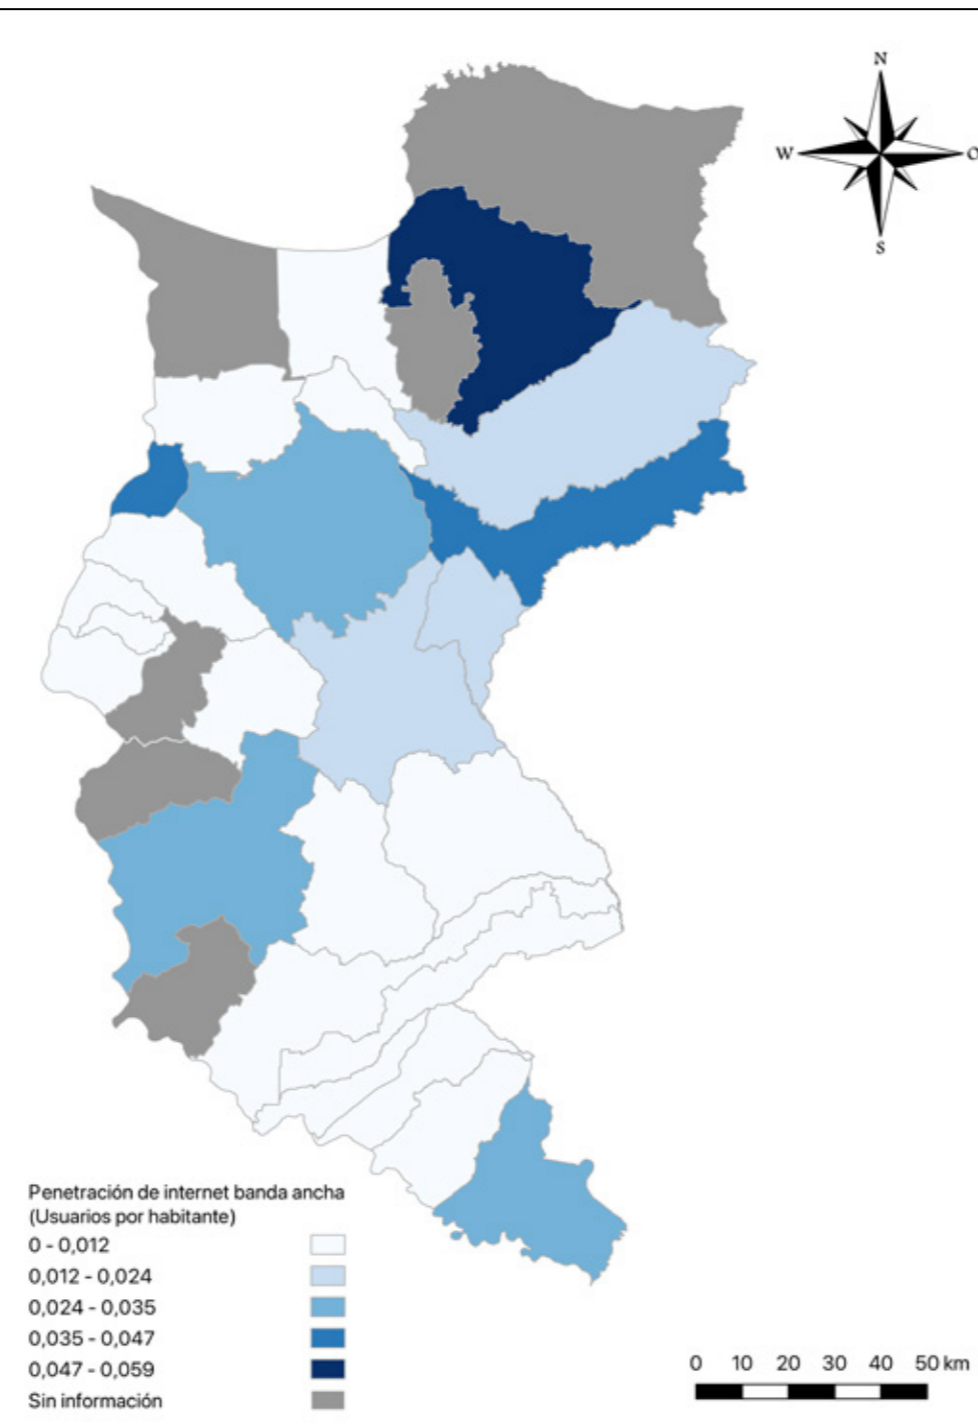 N
W
O
S
Penetración de internet banda ancha
(Usuarios por habitante)
0 - 0,012
0,012 - 0,024
0,024 - 0,035
0,035 - 0,047
0,047 - 0,059
Sin información
0 10 20 30 40 50 km